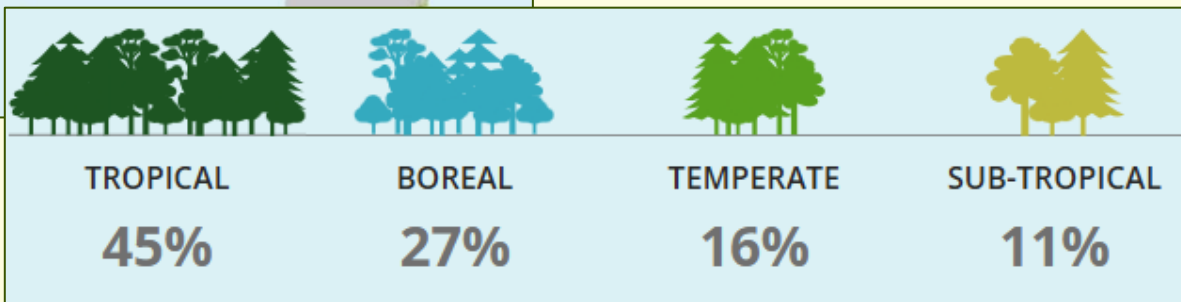 TROPICAL BOREAL TEMPERATE SUB-TROPICAL
45% 27% 16% 11%